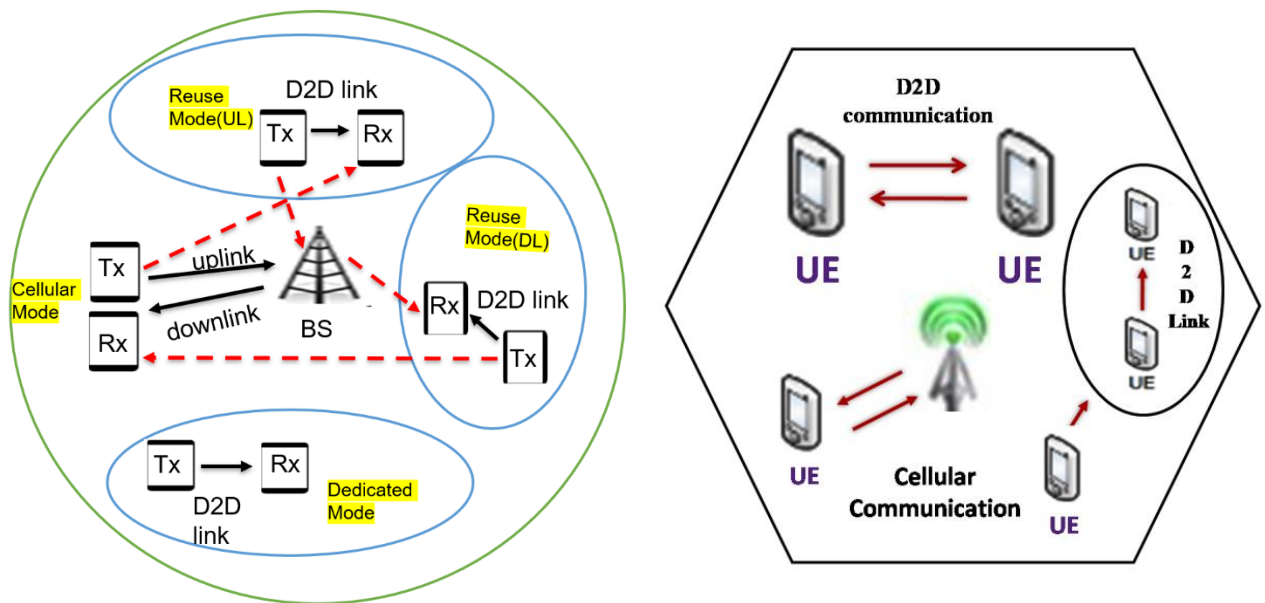 Reuse
Mode(UL)
D2D link
Tx
Rx
Reuse
Mode(DL)
Tx
uplink
Cellular
Mode
Rx
downlink
BS
Rx
D2D link
Tx
Tx
Rx
D2D
link
Dedicated
Mode
D2D
communication
UE
UE
UE
D
2
D
Link
UE
UE
Cellular
Communication
UE